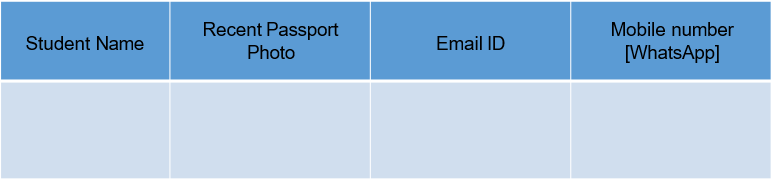 Student Name
Recent Passport
Photo
Email ID
Mobile number
[WhatsApp]